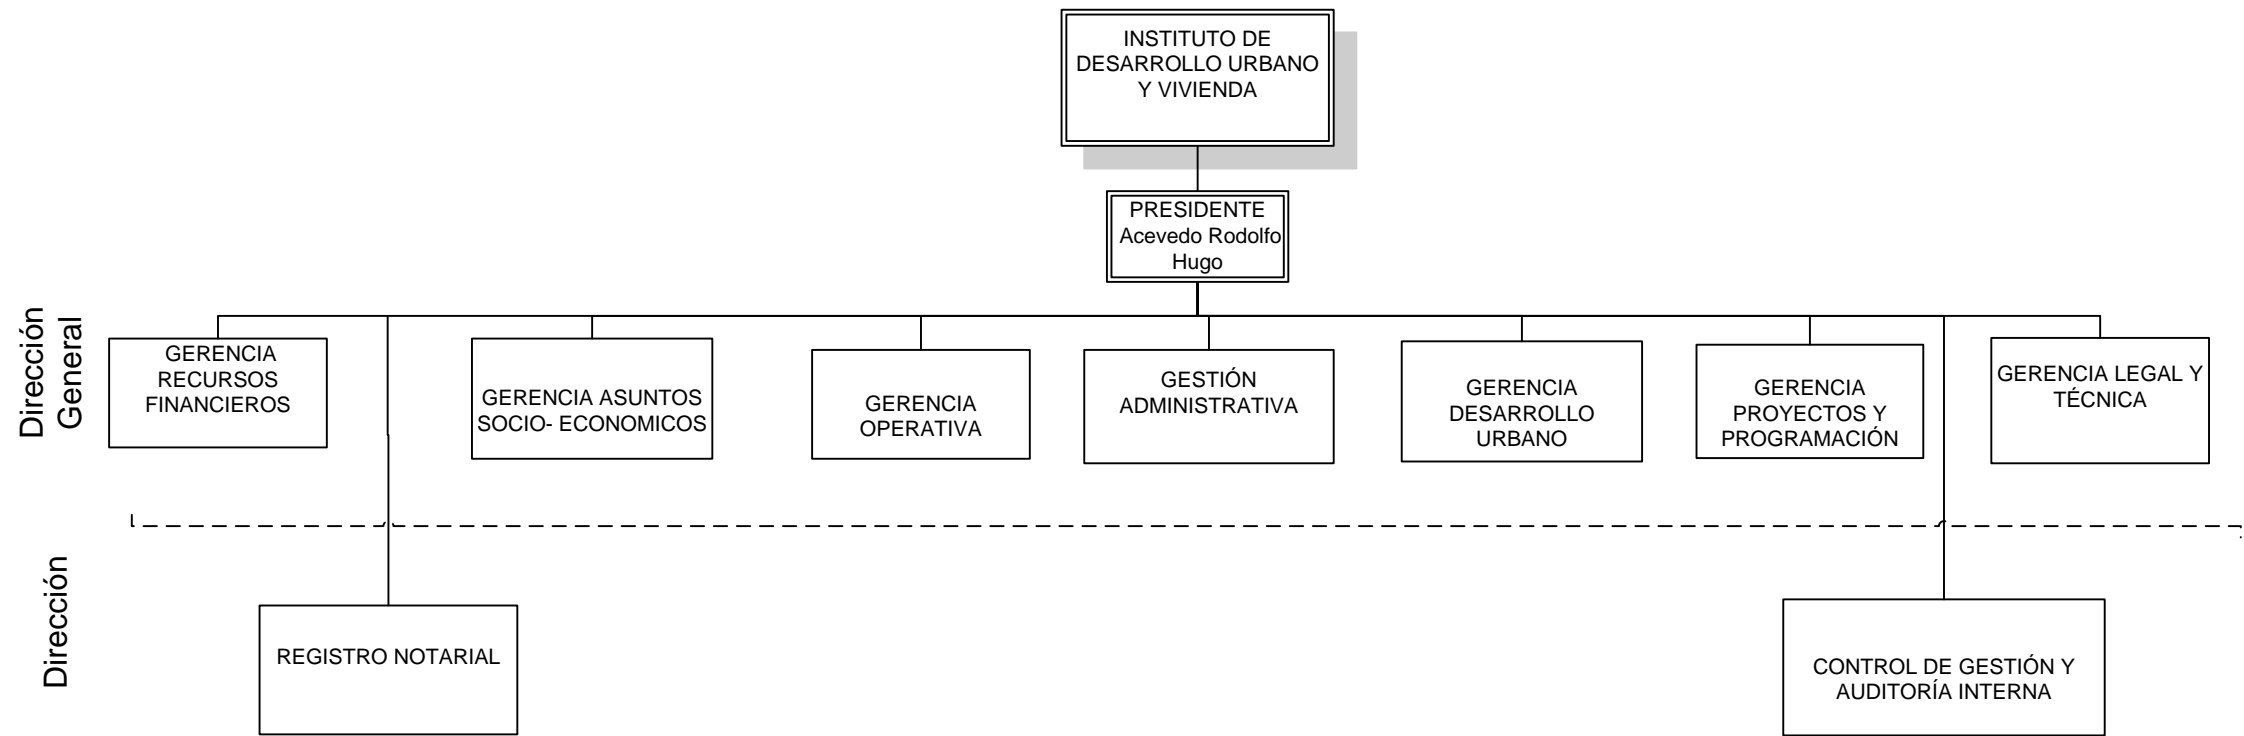 INSTITUTO DE
DESARROLLO URBANO
Y VIVIENDA
PRESIDENTE
Acevedo Rodolfo
Hugo
Dirección
General
GERENCIA
RECURSOS
FINANCIEROS
GERENCIA ASUNTOS
SOCIO- ECONOMICOS
GERENCIA
OPERATIVA
GESTIÓN
ADMINISTRATIVA
GERENCIA
DESARROLLO
URBANO
GERENCIA
PROYECTOS Y
PROGRAMACIÓN
GERENCIA LEGAL Y
TÉCNICA
Dirección
REGISTRO NOTARIAL
CONTROL DE GESTIÓN Y
AUDITORÍA INTERNA